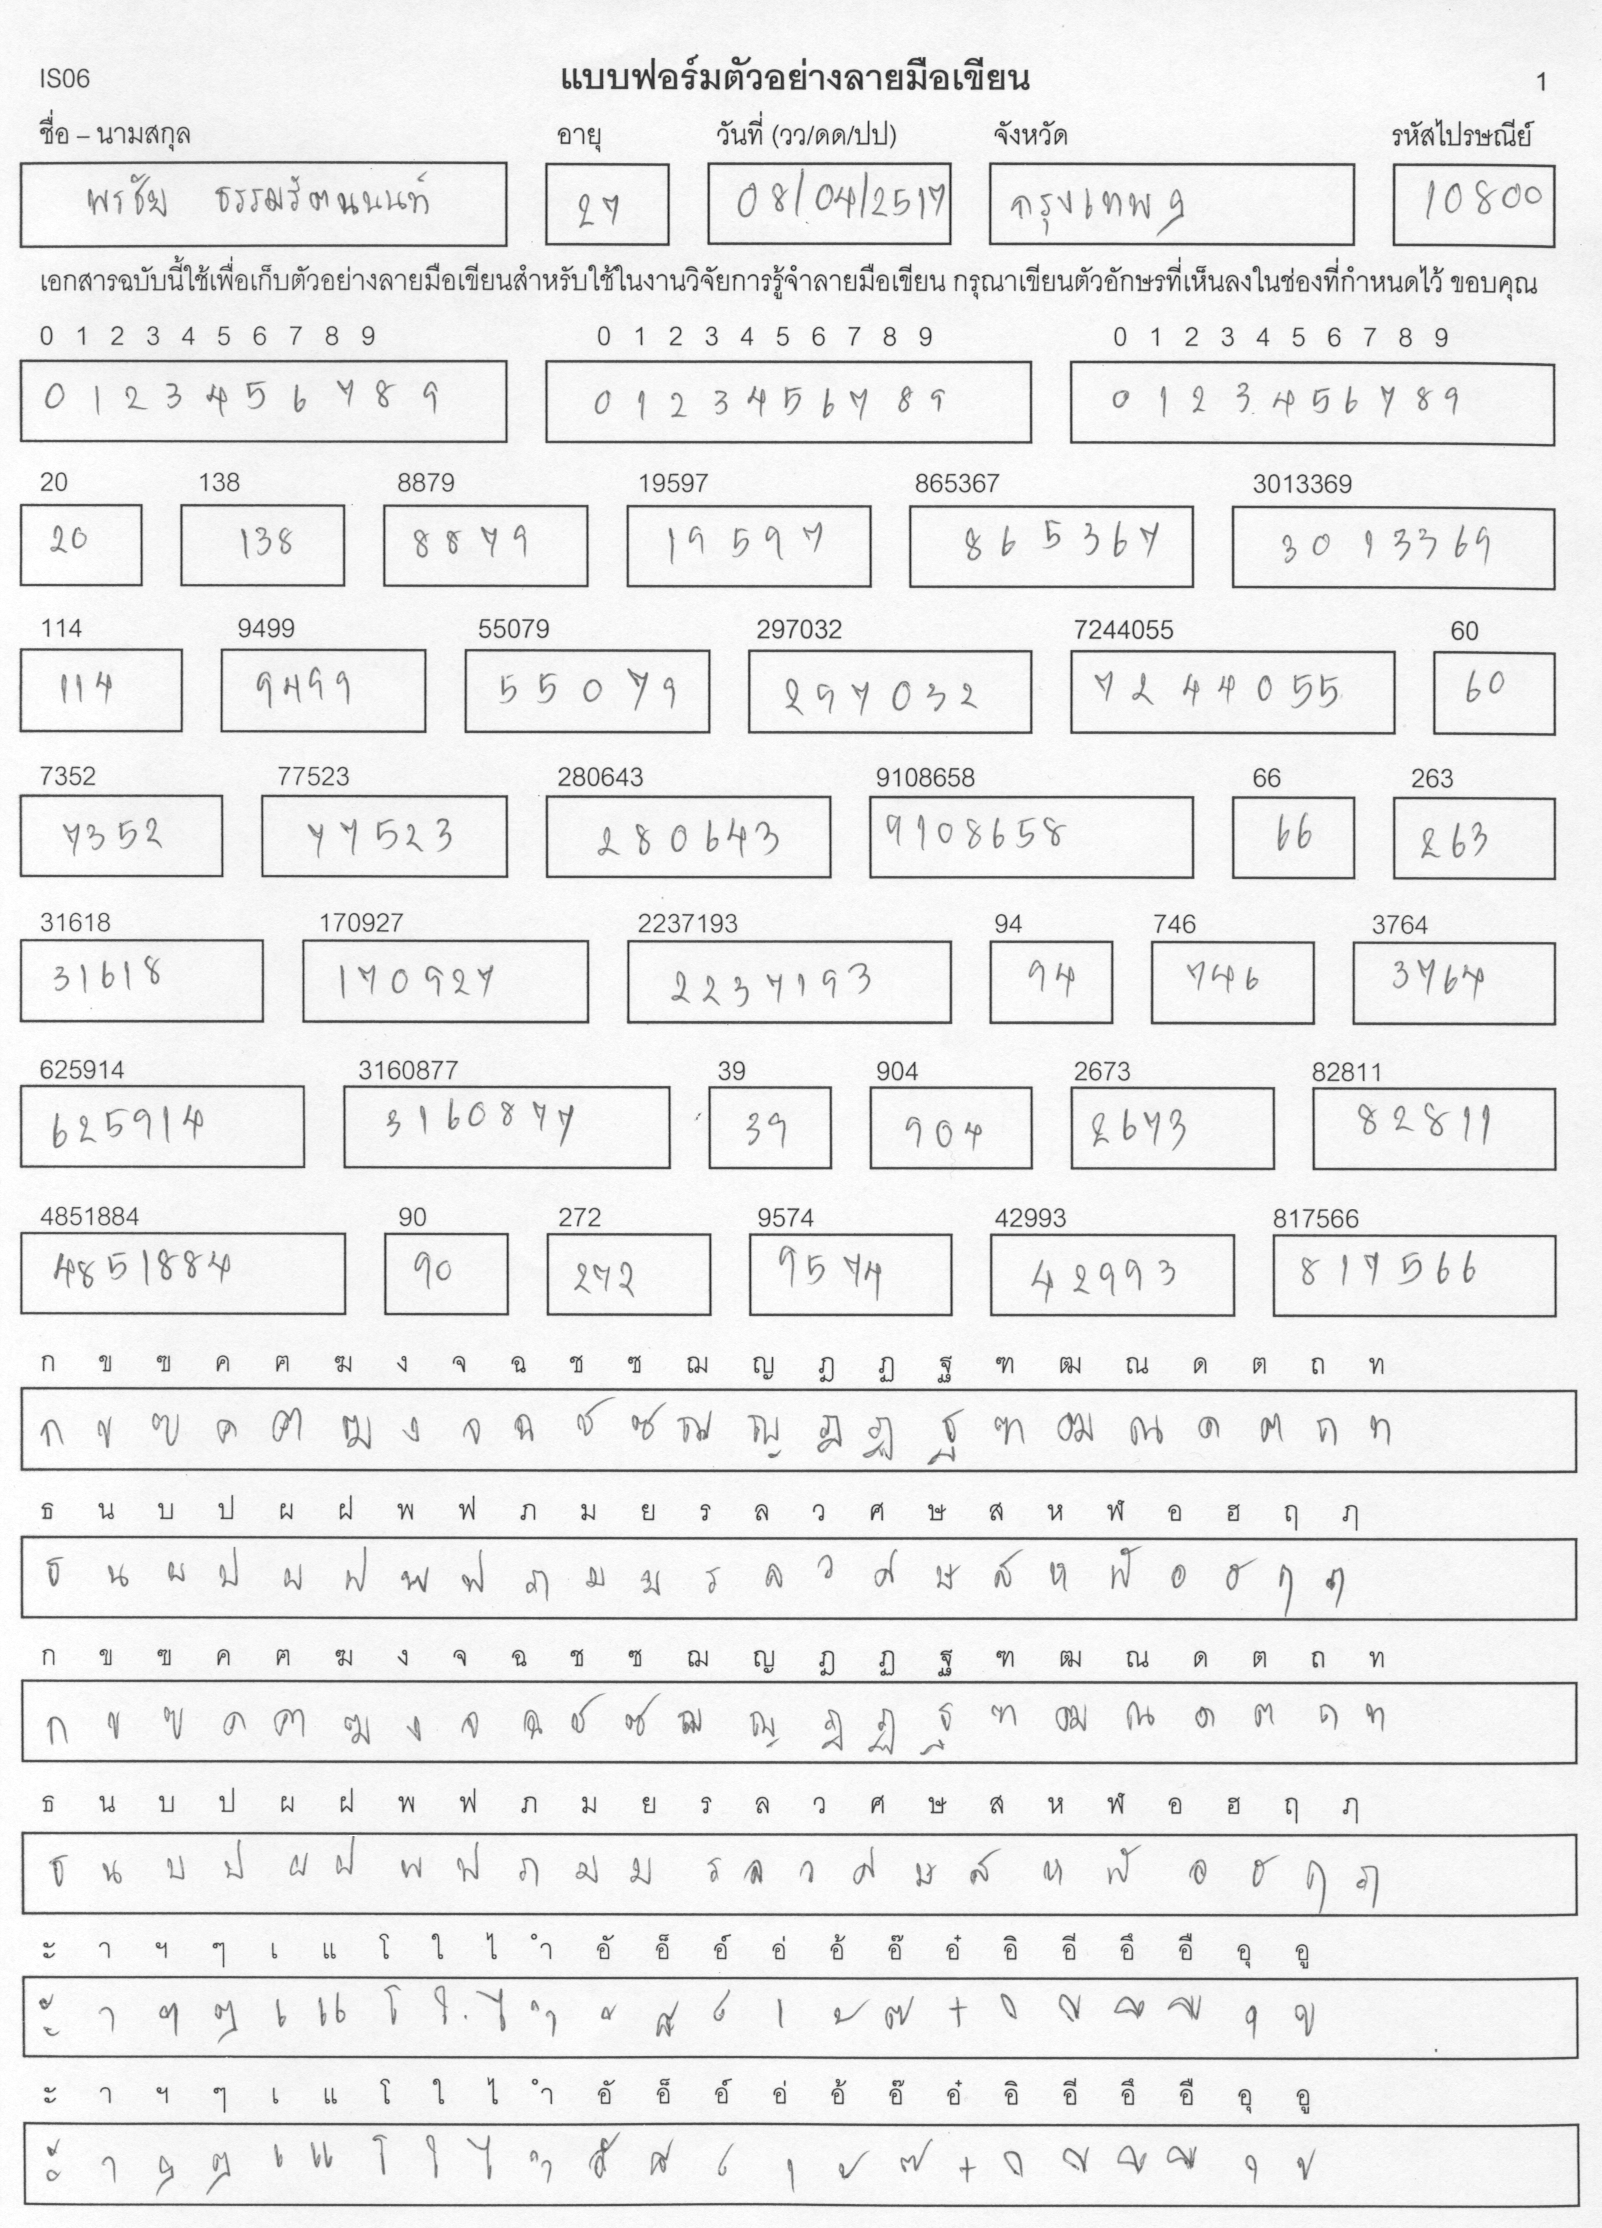 IS06 แบบฟอร์มตัวอย่างลายมือเขียน 1
ชื่อ – นามสกุล อายุ วันที่ (วว/ดด/ปป) จังหวัด รหัสไปรษณีย์
พรชัย ธรรมรัตนนนท์ 27 08/04/2517 กรุงเทพฯ 10800
เอกสารฉบับนี้ใช้เพื่อเก็บตัวอย่างลายมือเขียนสำหรับใช้ในงานวิจัยการรู้จำลายมือเขียน กรุณาเขียนตัวอักษรที่เห็นลงในช่องที่กำหนดไว้ ขอบคุณ
0 1 2 3 4 5 6 7 8 9 0 1 2 3 4 5 6 7 8 9 0 1 2 3 4 5 6 7 8 9
0 1 2 3 4 5 6 7 8 9 0 1 2 3 4 5 6 7 8 9 0 1 2 3 4 5 6 7 8 9
20 138 8879 19597 865367 3013369
20 138 8879 19597 865367 3013369
114 9499 55079 297032 7244055 60
114 9499 55079 297032 7244055 60
7352 77523 280643 9108658 66 263
7352 77523 280643 9108658 66 263
31618 170927 2237193 94 746 3764
31618 170927 2237193 94 746 3764
625914 3160877 39 904 2673 82811
625914 3160877 39 904 2673 82811
4851884 90 272 9574 42993 817566
4851884 90 272 9574 42993 817566
ก ข ฃ ค ฅ ฆ ง จ ฉ ช ซ ฌ ญ ฎ ฏ ฐ ฑ ฒ ณ ด ต ถ ท
ก ข ฃ ค ฅ ฆ ง จ ฉ ช ซ ฌ ญ ฎ ฏ ฐ ฑ ฒ ณ ด ต ถ ท
ธ น บ ป ผ ฝ พ ฟ ภ ม ย ร ล ว ศ ษ ส ห ฬ อ ฮ ฤ ฦ
ธ น ผ ป ผ ฝ พ ฟ ภ ม ย ร ล ว ศ ษ ส ห ฬ อ ฮ ฤ ฦ
ก ข ฃ ค ฅ ฆ ง จ ฉ ช ซ ฌ ญ ฎ ฏ ฐ ฑ ฒ ณ ด ต ถ ท
ก ข ฃ ค ฅ ฆ ง จ ฉ ช ซ ฌ ญ ฎ ฏ ฐ ฑ ฒ ณ ด ต ถ ท
ธ น บ ป ผ ฝ พ ฟ ภ ม ย ร ล ว ศ ษ ส ห ฬ อ ฮ ฤ ฦ
ธ น บ ป ผ ฝ พ ฟ ภ ม ย ร ล ว ศ ษ ส ห ฬ อ ฮ ฤ ฦ
ะ า ฯ ๆ เ แ โ ใ ไ ำ อั อ็ อ์ อ่ อ้ อ๊ อ๋ อิ อี อึ อื อุ อู
ะ า ฯ ๆ เ แ โ ใ ไ ำ ั ็ ์ ่ ้ ๊ ๋ ิ ี ึ ื ุ ู
ะ า ฯ ๆ เ แ โ ใ ไ ำ อั อ็ อ์ อ่ อ้ อ๊ อ๋ อิ อี อึ อื อุ อู
ะ า ฯ ๆ เ แ โ ใ ไ ำ ั ็ ์ ่ ้ ๊ ๋ ิ ี ึ ื ุ ู